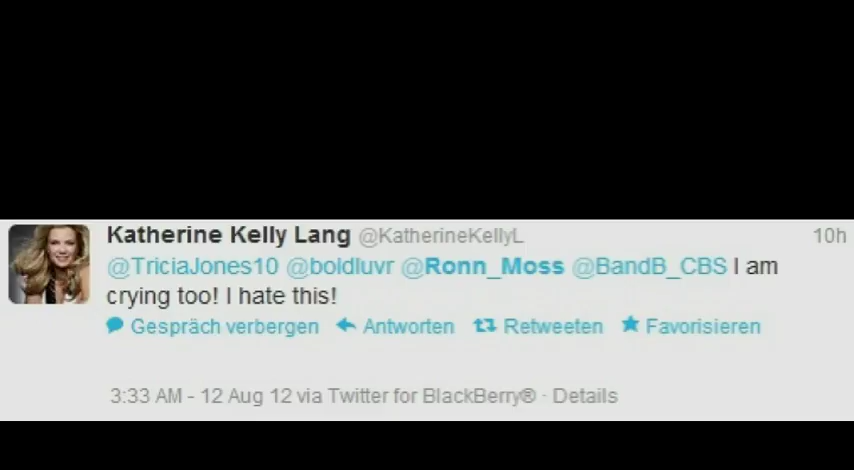 Katherine Kelly Lang @KatherineKellyL 10h
@TriciaJones10 @boldluvr @Ronn_Moss @BandB_CBS I am
crying too! I hate this!
Gespräch verbergen Antworten Retweeten Favorisieren
3:33 AM - 12 Aug 12 via Twitter for BlackBerry® · Details